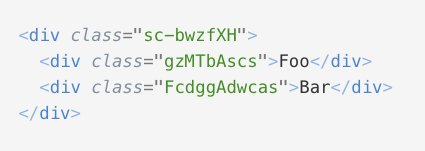 <div class="sc-bwzfXH">
  <div class="gzMTbAscs">Foo</div>
  <div class="FcdggAdwcas">Bar</div>
</div>